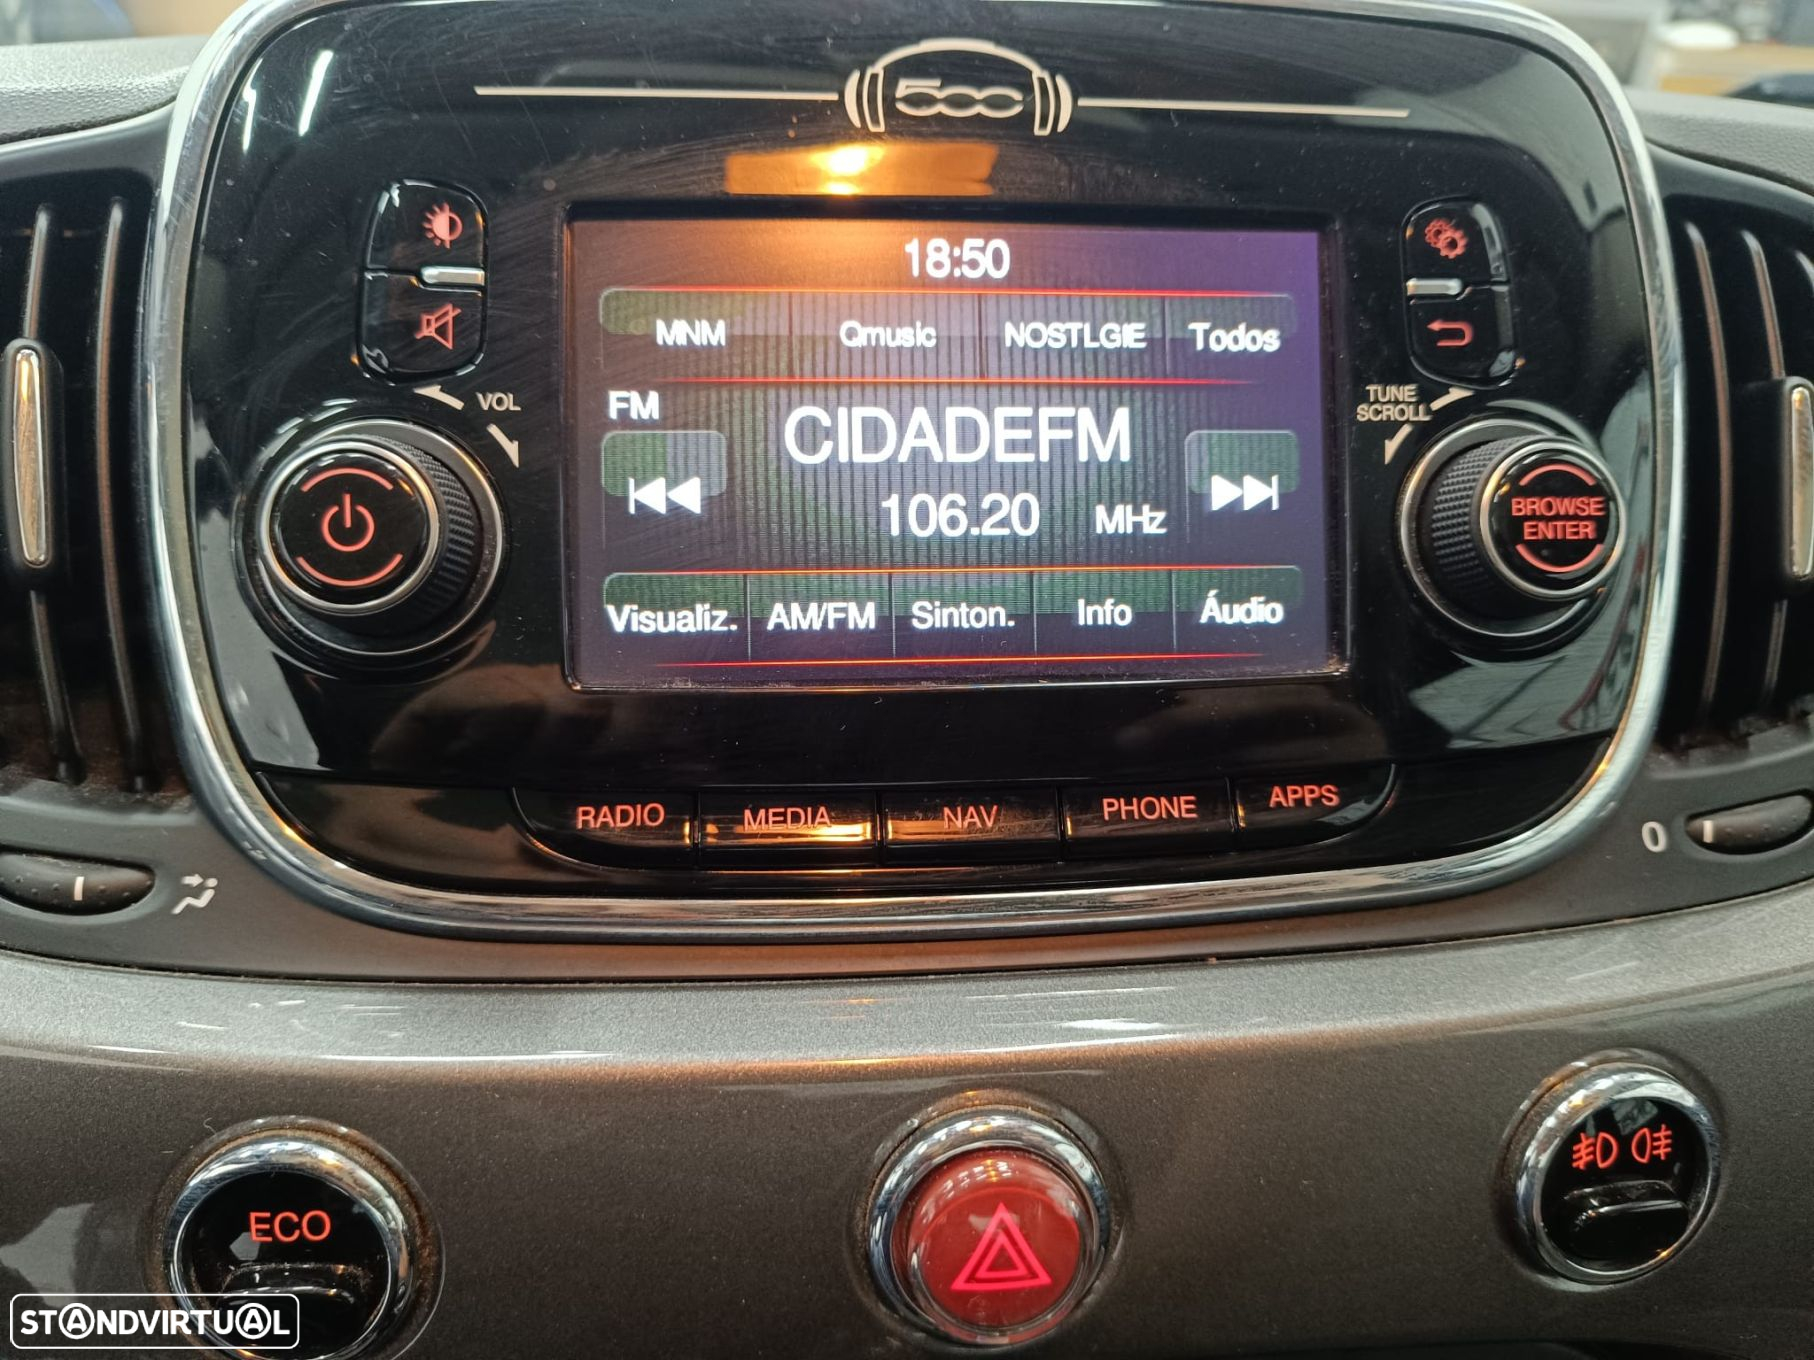 500
18:50
MNM Qmusic NOSTLGIE Todos
FM
CIDADEFM
106.20 MHz
Visualiz. AM/FM Sinton. Info Áudio
VOL
TUNE
SCROLL
BROWSE
ENTER
RADIO MEDIA NAV PHONE APPS
0
ECO
STANDVIRTUAL